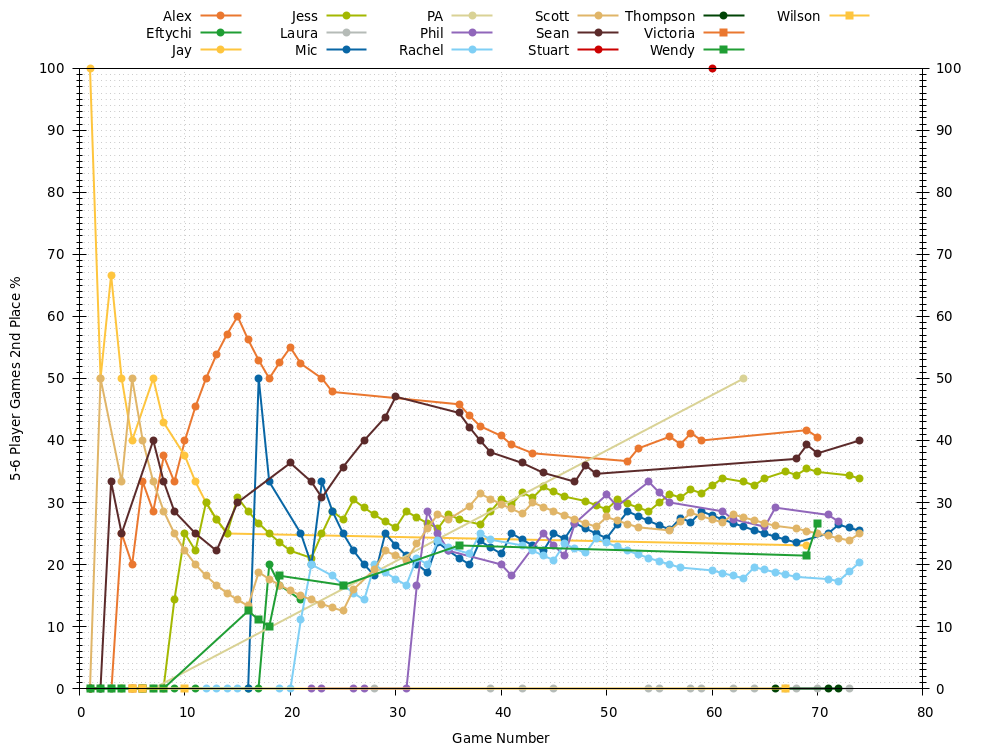 Alex Jess PA Scott Thompson Wilson
Eftychi Laura Phil Sean Victoria
Jay Mic Rachel Stuart Wendy
100 100
90 90
80 80
70 70
60 60
50 50
40 40
30 30
20 20
10 10
0 0
5-6 Player Games 2nd Place %
0 10 20 30 40 50 60 70 80
Game Number